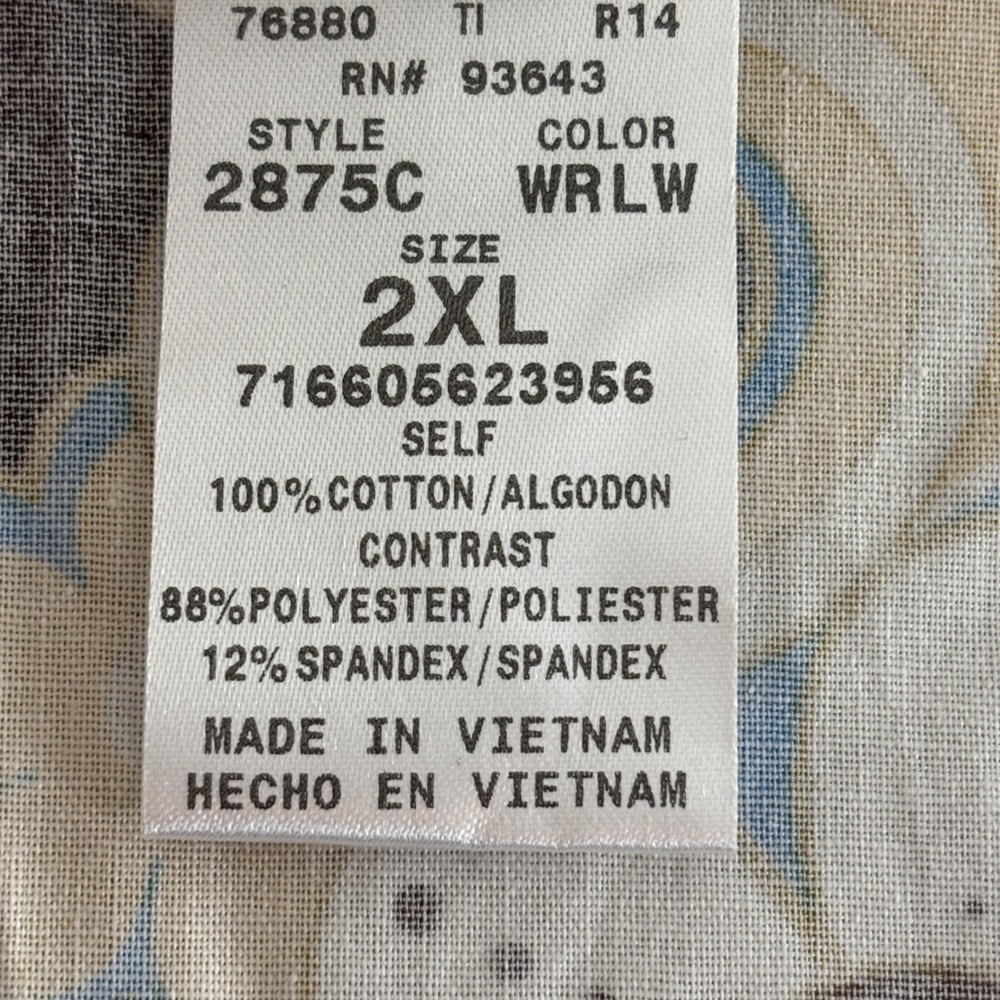 76880 TI R14
RN# 93643
STYLE COLOR
2875C WRLW
SIZE
2XL
716605623956
SELF
100%COTTON/ALGODON
CONTRAST
88%POLYESTER/POLIESTER
12%SPANDEX/SPANDEX
MADE IN VIETNAM
HECHO EN VIETNAM